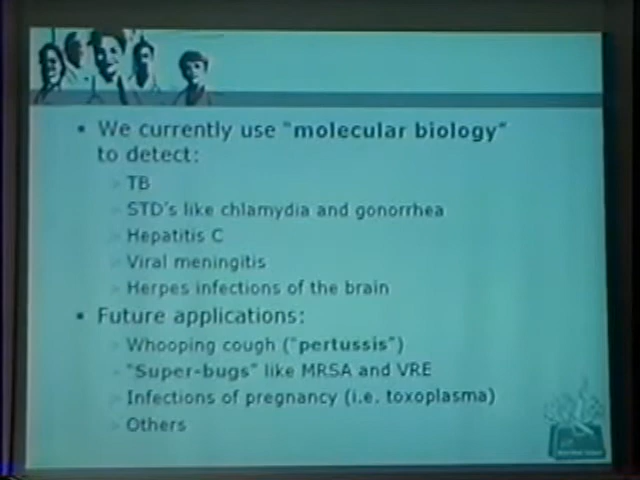 • We currently use "molecular biology"
to detect:
TB
STD's like chlamydia and gonorrhea
Hepatitis C
Viral meningitis
Herpes infections of the brain
• Future applications:
Whooping cough ("pertussis")
"Super-bugs" like MRSA and VRE
Infections of pregnancy (i.e. toxoplasma)
Others